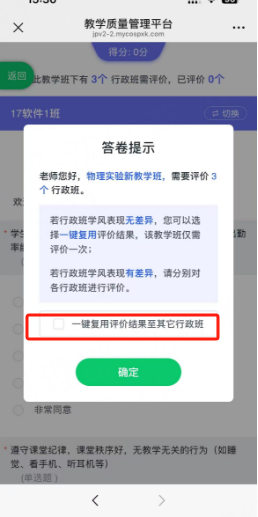 教学质量管理平台
jpv2-2.mycospxk.com
得分: 0分
返回
此教学班下有 3个 行政班需评价，已评价 0个
17软件1班
切换
答卷提示
老师您好，物理实验新教学班，需要评价 3
个 行政班。
若行政班学风表现无差异，您可以选
择一键复用评价结果，该教学班仅需
评价一次；
若行政班学风表现有差异，请分别对
各行政班进行评价。
一键复用评价结果至其它行政班
确定
非常同意
* 遵守课堂纪律，课堂秩序好，无教学无关的行为（如睡
觉、看手机、听耳机等）
(单选题)